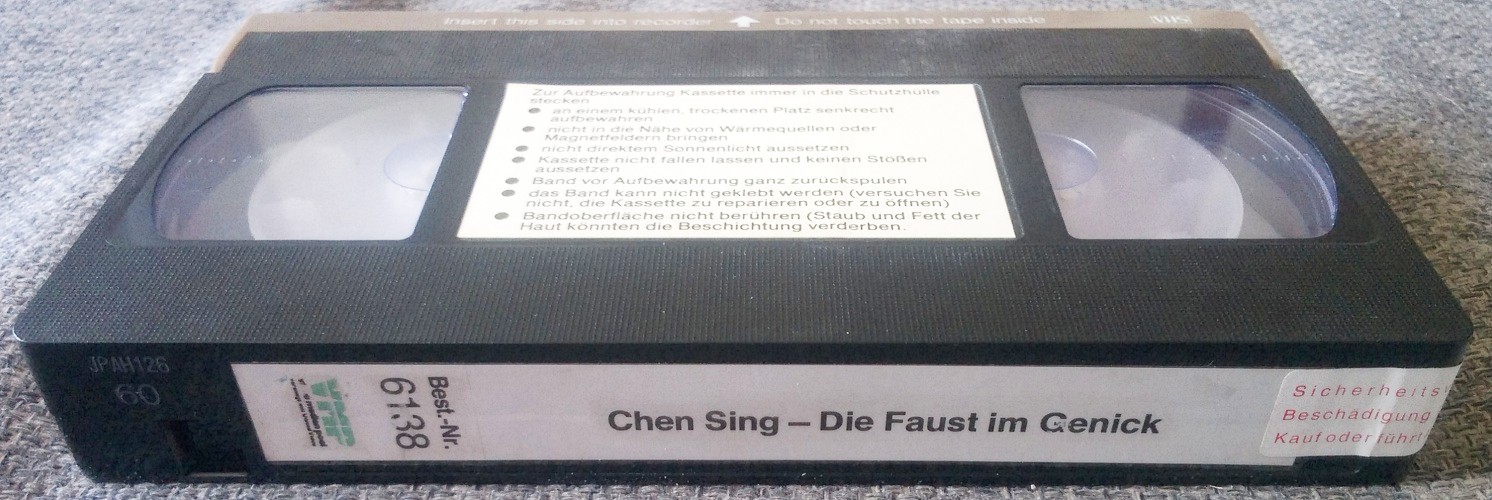 Insert this side into recorder Do not touch the tape inside VHS
Zur Aufbewahrung Kassette immer in die Schutzhülle
stecken
● an einem kühlen, trockenen Platz senkrecht
aufbewahren
● nicht in die Nähe von Wärmequellen oder
Magnetfeldern bringen
● nicht direktem Sonnenlicht aussetzen
● Kassette nicht fallen lassen und keinen Stößen
aussetzen
● Band vor Aufbewahrung ganz zurückspulen
● das Band kann nicht geklebt werden (versuchen Sie
nicht, die Kassette zu reparieren oder zu öffnen)
● Bandoberfläche nicht berühren (Staub und Fett der
Haut könnten die Beschichtung verderben.
JPAH126
60
VMP
Best.-Nr.
6138
Chen Sing – Die Faust im Genick
Sicherheits
Beschädigung
Kauf oder führt